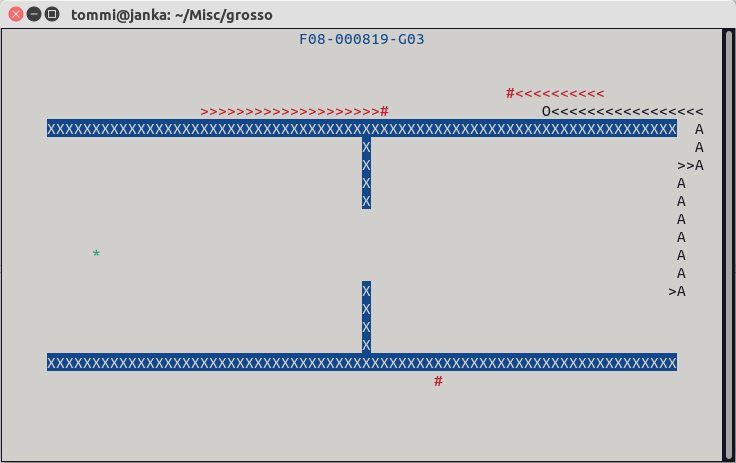 tommi@janka: ~/Misc/grosso
F08-000819-G03
#<<<<<<<<<<
>>>>>>>>>>>>>>>>>>>># O<<<<<<<<<<<<<<<<<
XXXXXXXXXXXXXXXXXXXXXXXXXXXXXXXXXXXXXXXXXXXXXXXXXXXXXXXXXXXXXXXXXXXXXX A
X A
X >>A
X A
X A
A
A
* A
A
X >A
X
X
X
XXXXXXXXXXXXXXXXXXXXXXXXXXXXXXXXXXXXXXXXXXXXXXXXXXXXXXXXXXXXXXXXXXXXXX
#